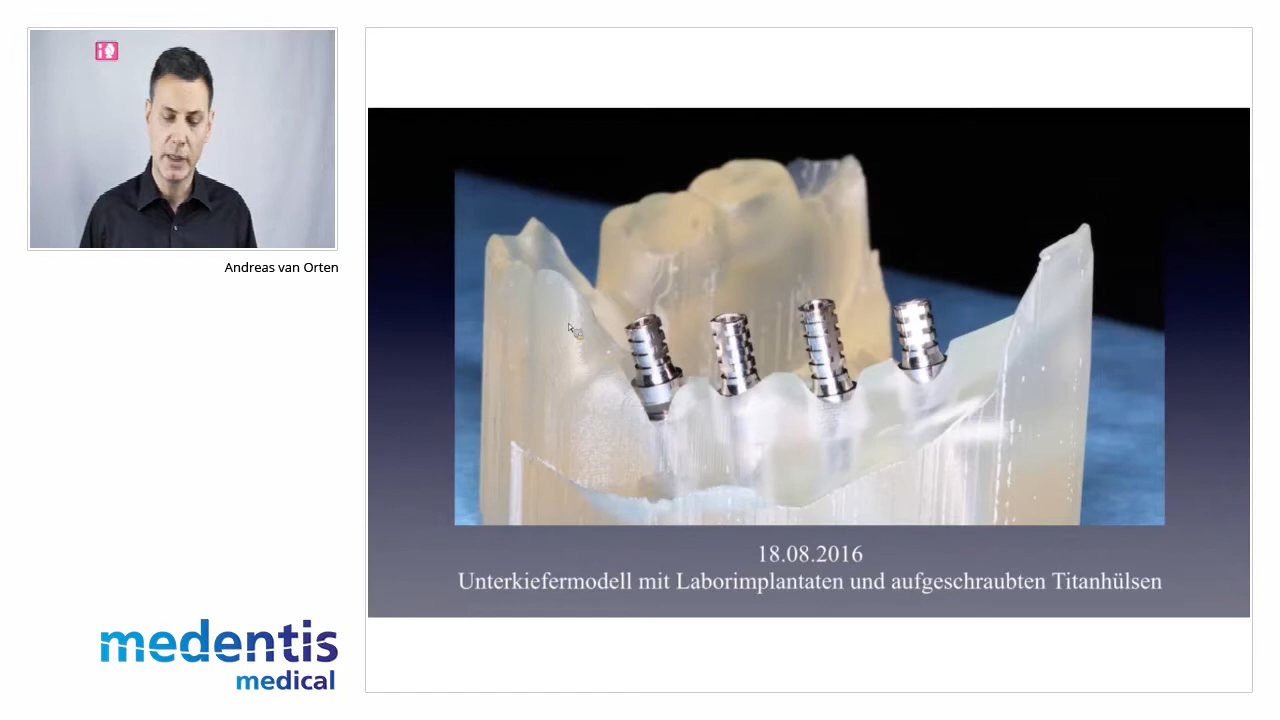 Andreas van Orten
18.08.2016
Unterkiefermodell mit Laborimplantaten und aufgeschraubten Titanhülsen
medentis
medical